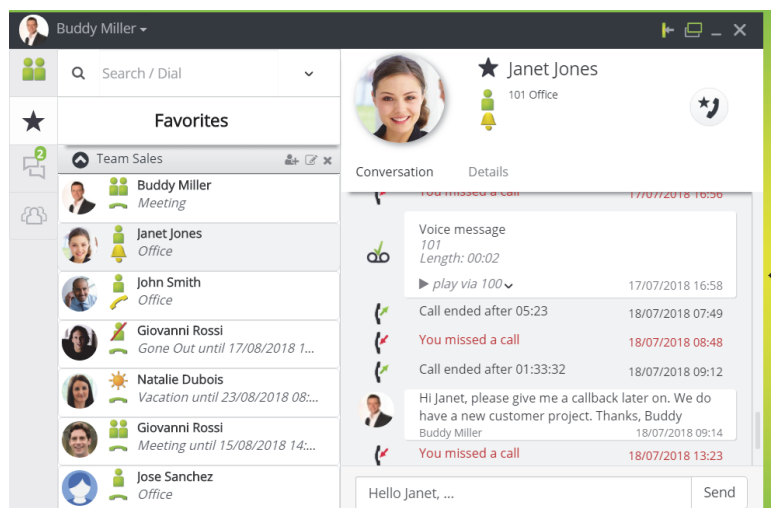 Buddy Miller
Search / Dial
Favorites
2
Team Sales
Buddy Miller
Meeting
Janet Jones
Office
John Smith
Office
Giovanni Rossi
Gone Out until 17/08/2018 1...
Natalie Dubois
Vacation until 23/08/2018 08:...
Giovanni Rossi
Meeting until 15/08/2018 14:...
Jose Sanchez
Office
Janet Jones
101 Office
Conversation Details
You missed a call 17/07/2018 16:56
Voice message
101
Length: 00:02
play via 100 17/07/2018 16:58
Call ended after 05:23 18/07/2018 07:49
You missed a call 18/07/2018 08:48
Call ended after 01:33:32 18/07/2018 09:12
Hi Janet, please give me a callback later on. We do
have a new customer project. Thanks, Buddy
Buddy Miller 18/07/2018 09:14
You missed a call 18/07/2018 13:23
Hello Janet, ... Send